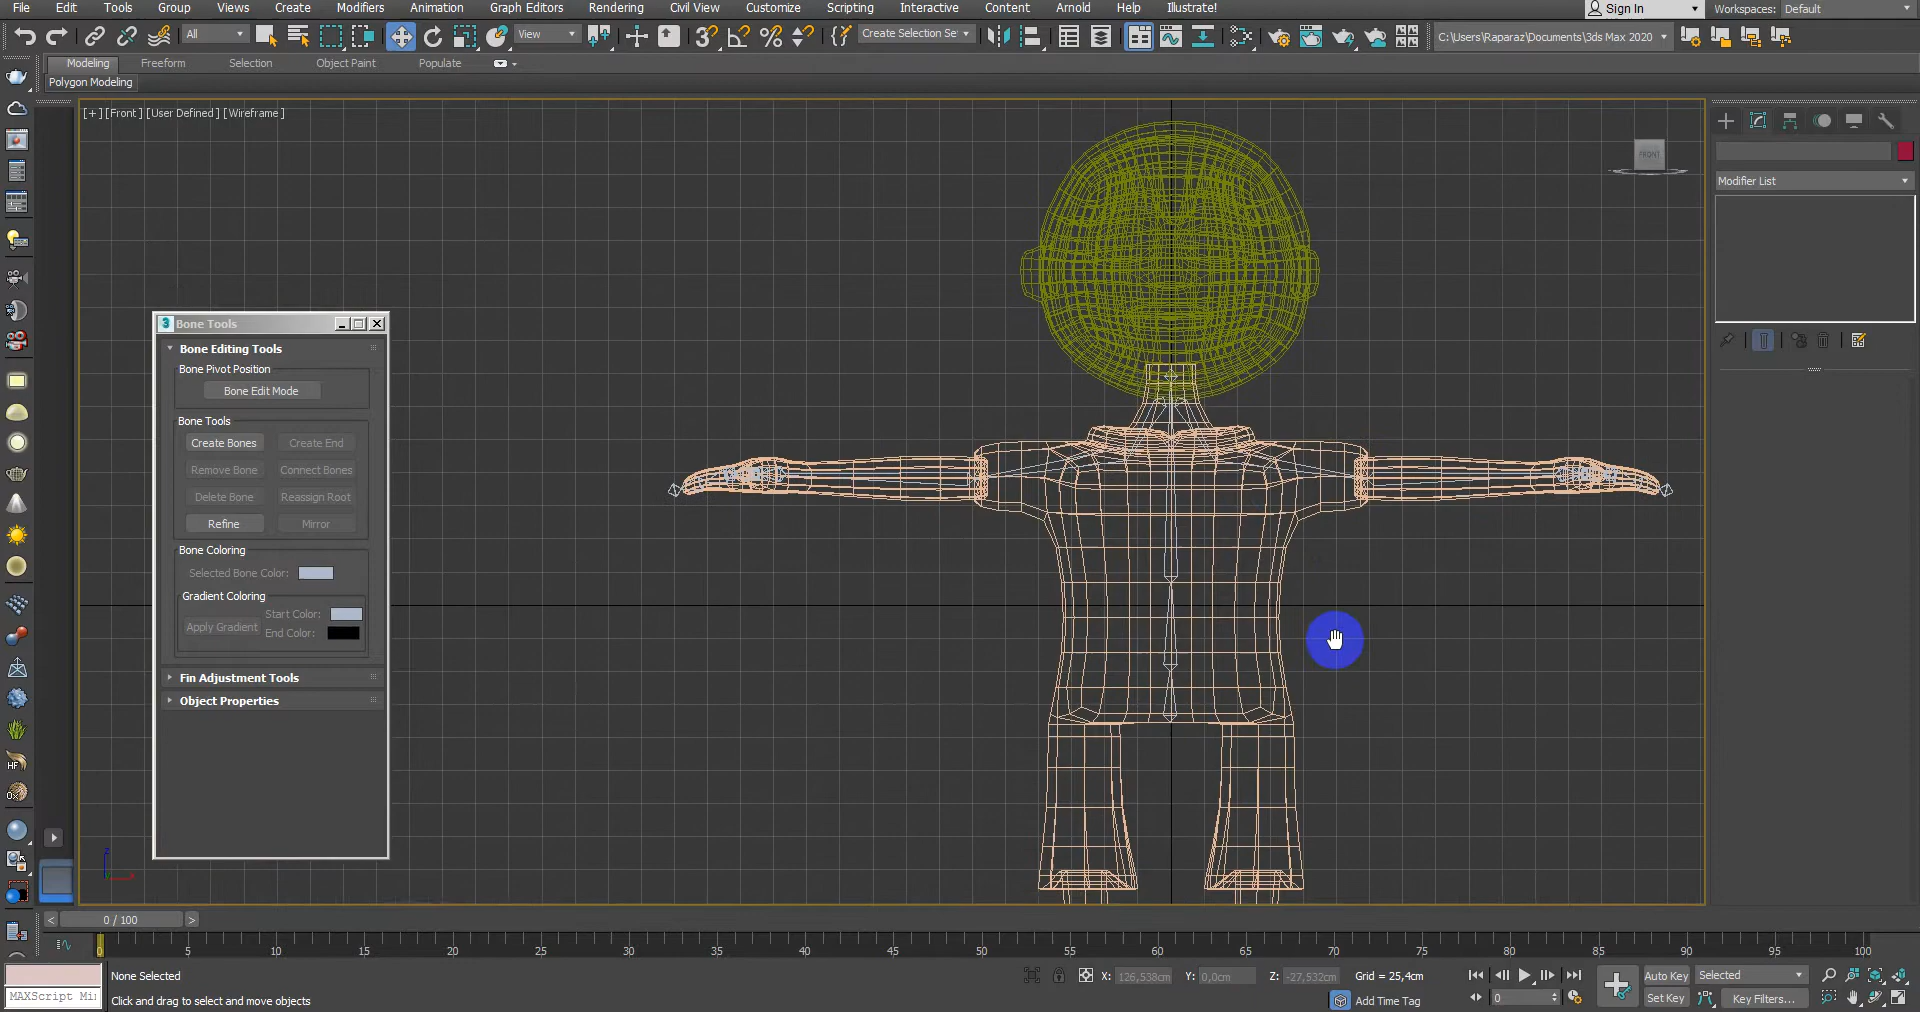 File Edit Tools Group Views Create Modifiers Animation Graph Editors Rendering Civil View Customize Scripting Interactive Content Arnold Help Illustrate! Sign In Workspaces: Default
All View Create Selection Se C:\Users\Raparaz\Documents\3ds Max 2020
Modeling Freeform Selection Object Paint Populate
Polygon Modeling
[+] [Front] [User Defined] [Wireframe]
FRONT
Modifier List
3 Bone Tools
Bone Editing Tools
Bone Pivot Position
Bone Edit Mode
Bone Tools
Create Bones Create End
Remove Bone Connect Bones
Delete Bone Reassign Root
Refine Mirror
Bone Coloring
Selected Bone Color:
Gradient Coloring
Start Color:
Apply Gradient
End Color:
Fin Adjustment Tools
Object Properties
HF
z
< 0 / 100 >
0 5 10 15 20 25 30 35 40 45 50 55 60 65 70 75 80 85 90 95 100
None Selected X: 126,538cm Y: 0,0cm Z: -27,532cm Grid = 25,4cm Auto Key Selected
MAXScript Mi Click and drag to select and move objects Add Time Tag 0 Set Key Key Filters...